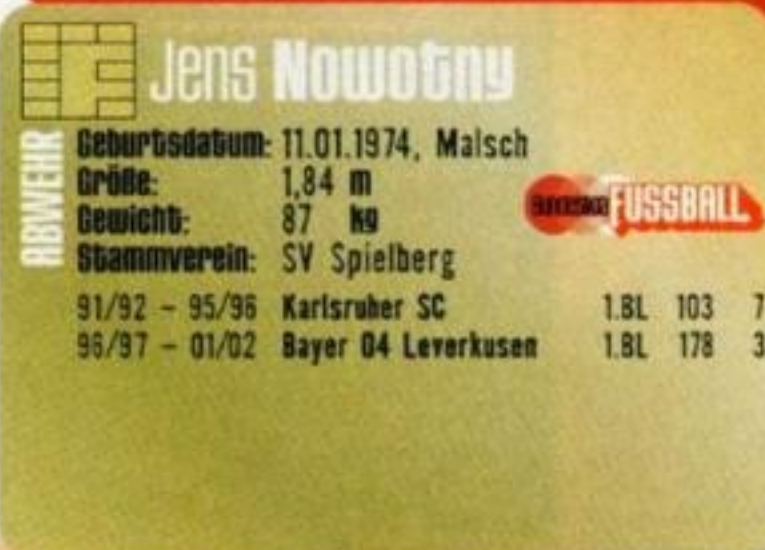 Jens Nowotny
ABWEHR
Geburtsdatum: 11.01.1974, Malsch
Größe: 1,84 m
Gewicht: 87 kg
Stammverein: SV Spielberg
FUSSBALL
91/92 – 95/96 Karlsruher SC 1.BL 103 7
96/97 – 01/02 Bayer 04 Leverkusen 1.BL 178 3